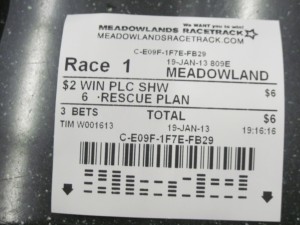 We WANT you to win!
MEADOWLANDS RACETRACK
MEADOWLANDSRACETRACK.COM
C-E09F-1F7E-FB29
19-JAN-13 809E
Race 1 MEADOWLAND
$2 WIN PLC SHW $6
6 -RESCUE PLAN
3 BETS TOTAL $6
TIM W001613 19-JAN-13 19:16:16
C-E09F-1F7E-FB29